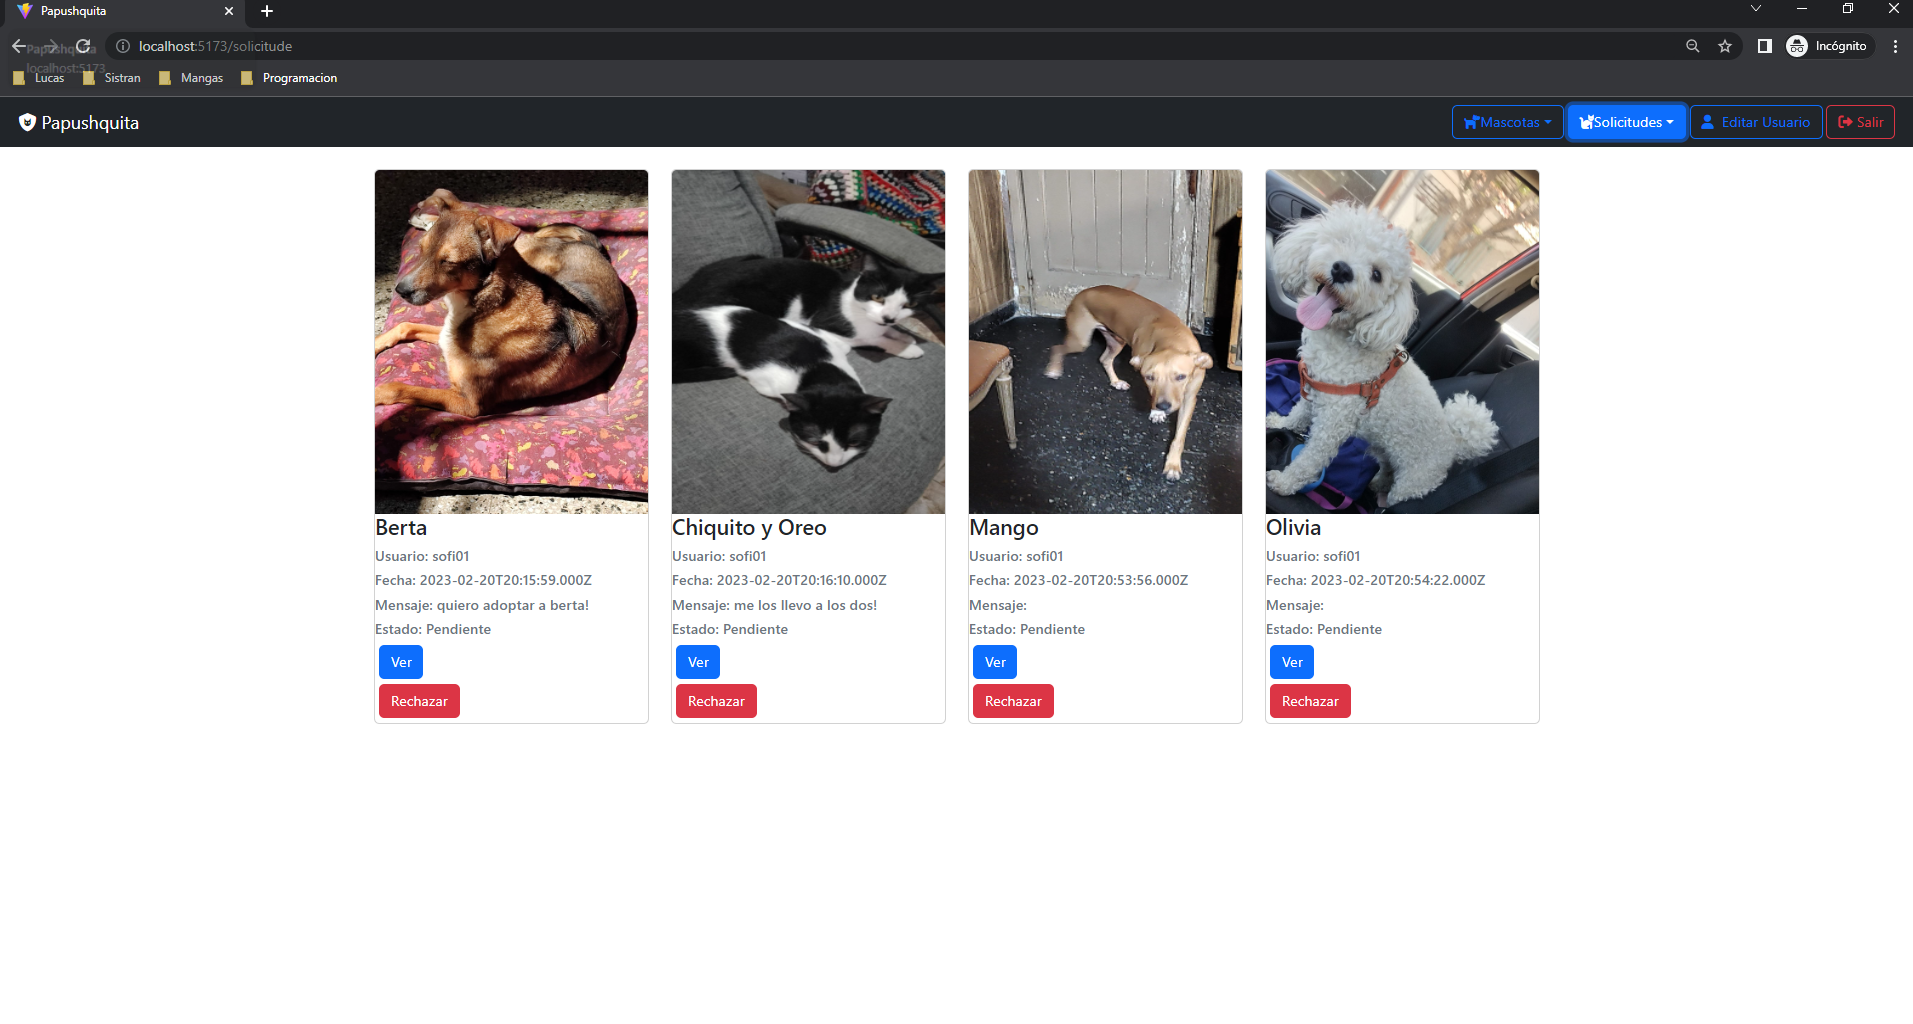 Papushquita
Papushquita
localhost:5173/solicitude
Incógnito
localhost:5173
Lucas
Sistran
Mangas
Programacion
Papushquita
Mascotas
Solicitudes
Editar Usuario
Salir
Berta
Usuario: sofi01
Fecha: 2023-02-20T20:15:59.000Z
Mensaje: quiero adoptar a berta!
Estado: Pendiente
Ver
Rechazar
Chiquito y Oreo
Usuario: sofi01
Fecha: 2023-02-20T20:16:10.000Z
Mensaje: me los llevo a los dos!
Estado: Pendiente
Ver
Rechazar
Mango
Usuario: sofi01
Fecha: 2023-02-20T20:53:56.000Z
Mensaje:
Estado: Pendiente
Ver
Rechazar
Olivia
Usuario: sofi01
Fecha: 2023-02-20T20:54:22.000Z
Mensaje:
Estado: Pendiente
Ver
Rechazar